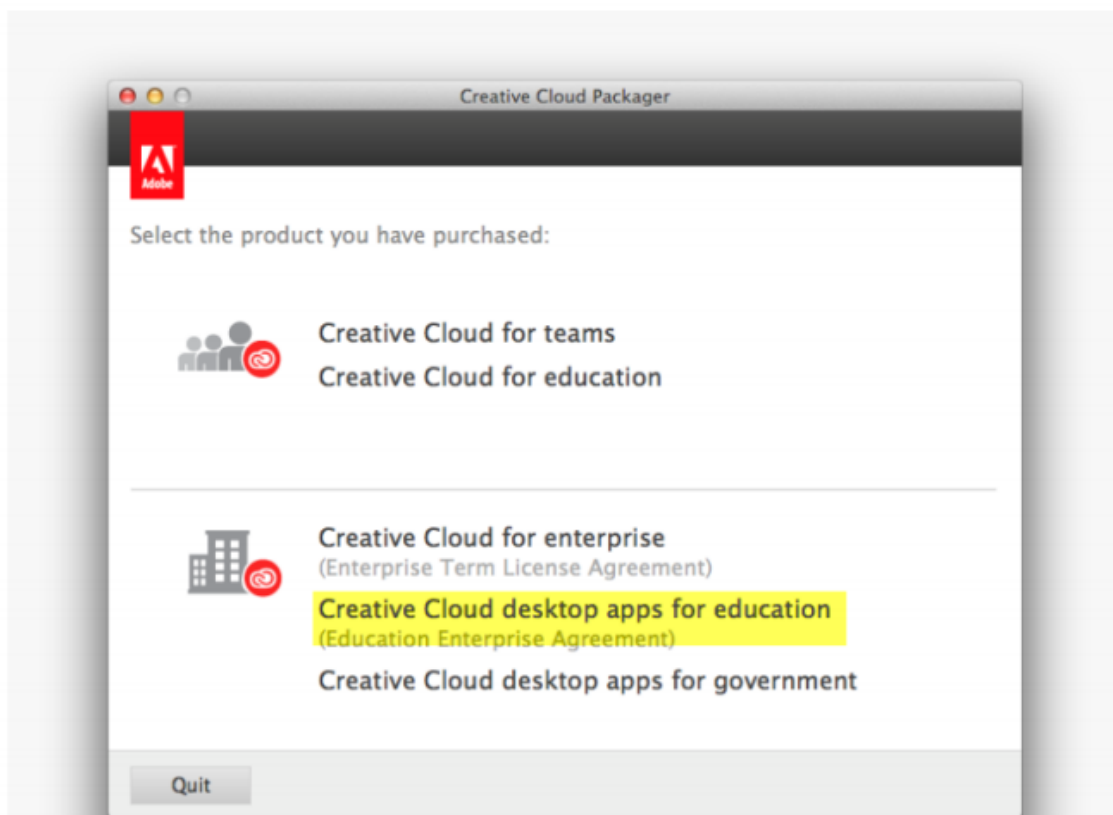 Creative Cloud Packager
Adobe
Select the product you have purchased:
Creative Cloud for teams
Creative Cloud for education
Creative Cloud for enterprise
(Enterprise Term License Agreement)
Creative Cloud desktop apps for education
(Education Enterprise Agreement)
Creative Cloud desktop apps for government
Quit